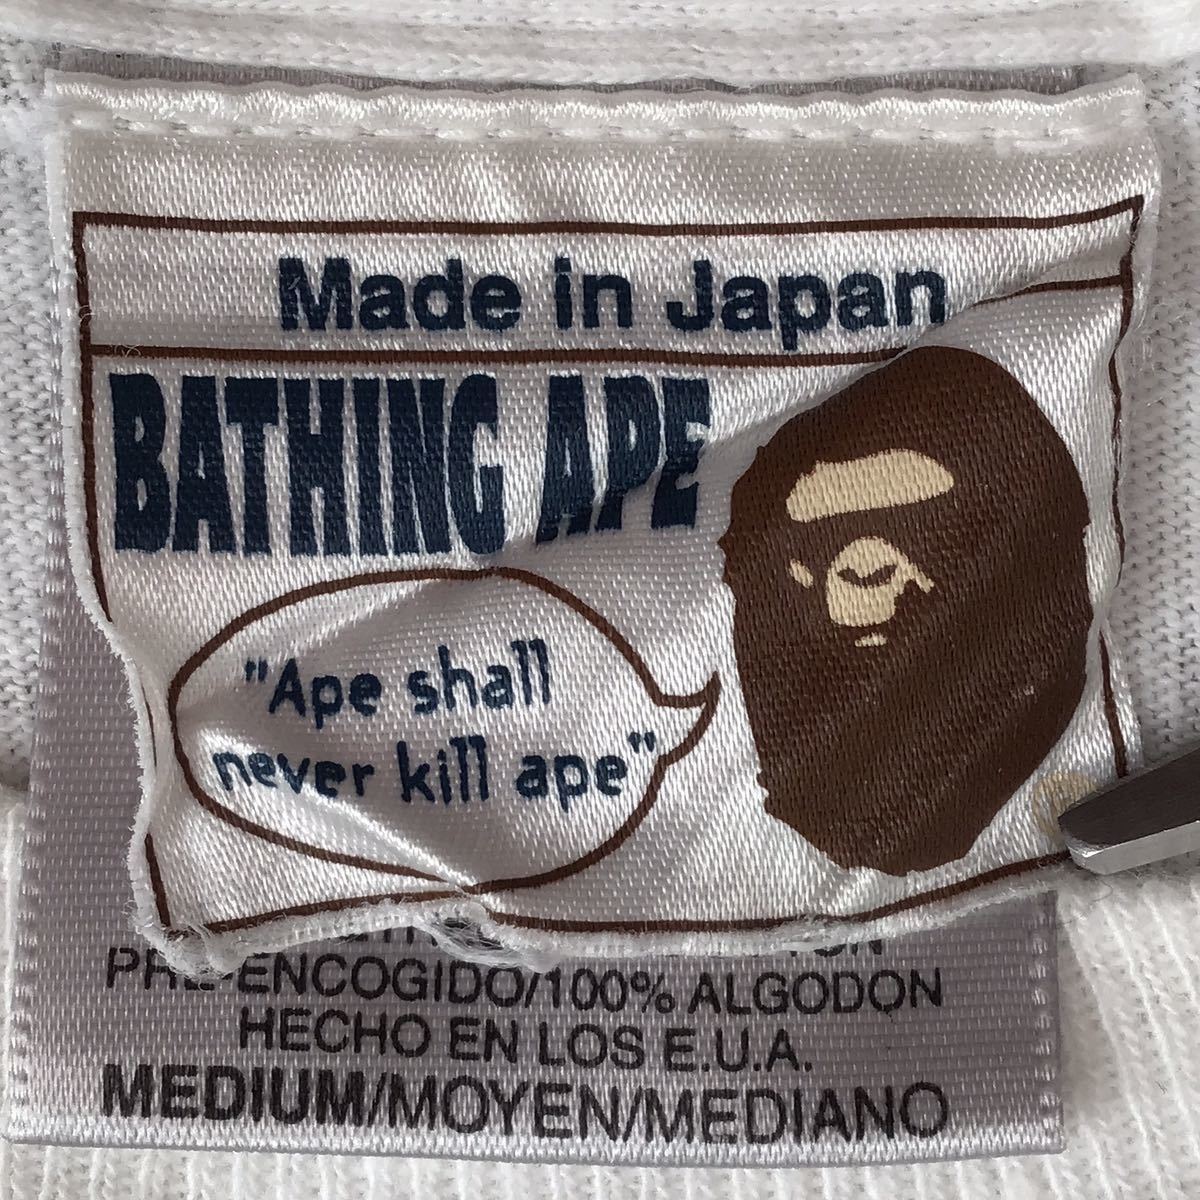 Made in Japan
BATHING APE
"Ape shall
never kill ape"
PRE-ENCOGIDO/100% ALGODON
HECHO EN LOS E.U.A.
MEDIUM/MOYEN/MEDIANO